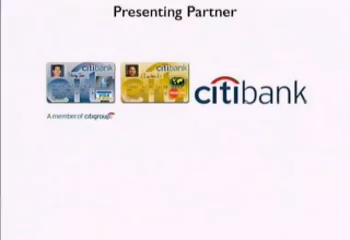 Presenting Partner
citibank
citibank
citibank
A member of citigroup